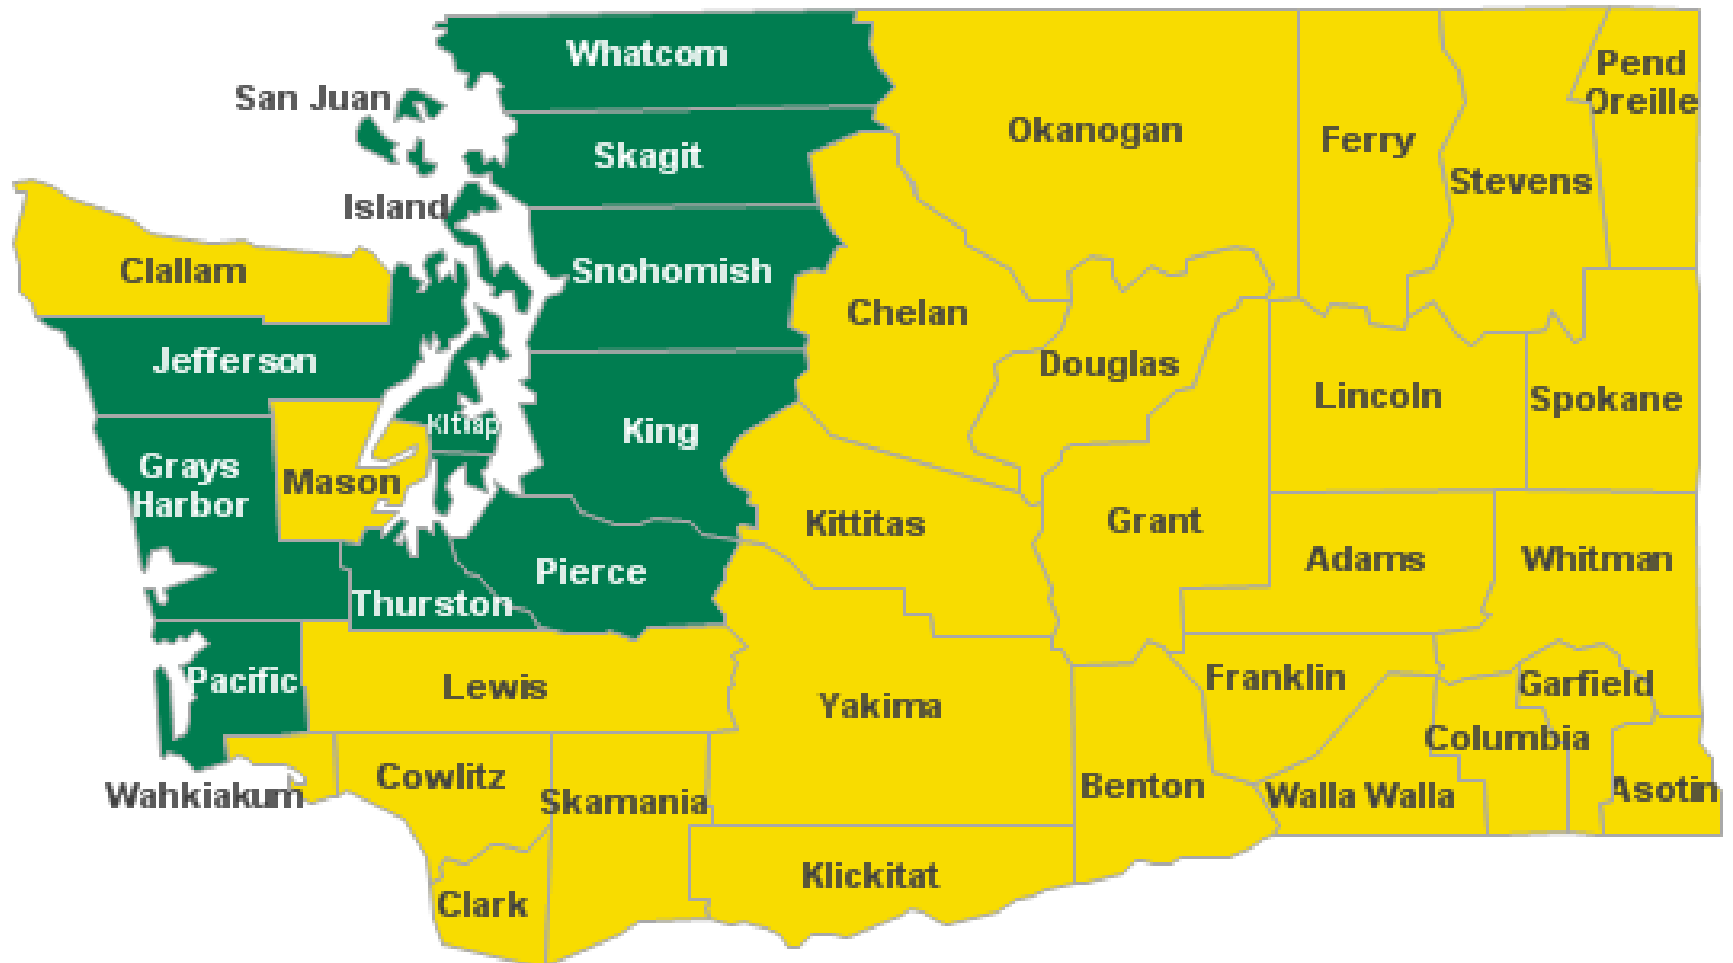 Whatcom
Pend
Oreille
San Juan
Okanogan
Ferry
Skagit
Stevens
Island
Clallam
Snohomish
Chelan
Jefferson
Douglas
Lincoln
Spokane
Kitsap
King
Grays
Harbor
Mason
Kittitas
Grant
Adams
Whitman
Pierce
Thurston
Pacific
Lewis
Yakima
Franklin
Garfield
Columbia
Wahkiakum
Cowlitz
Skamania
Benton
Walla Walla
Asotin
Klickitat
Clark